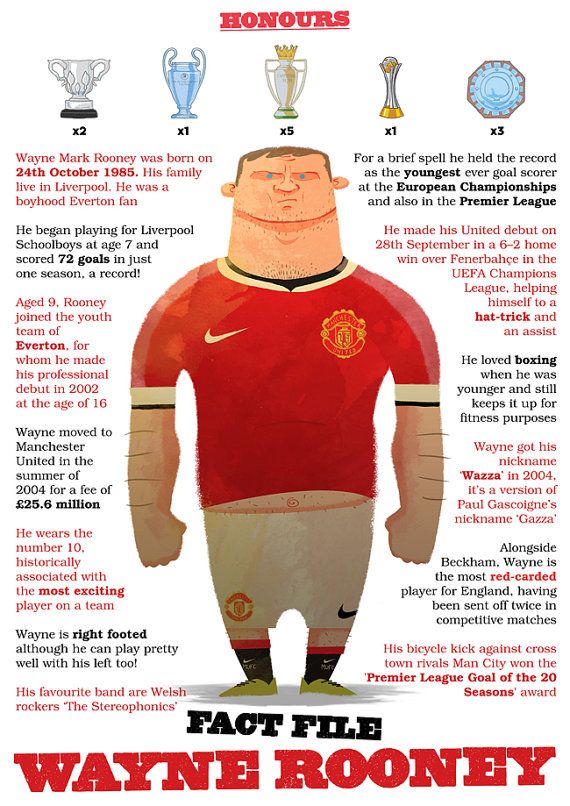 HONOURS
x2
x1
x5
x1
x3
Wayne Mark Rooney was born on
24th October 1985. His family
live in Liverpool. He was a
boyhood Everton fan
He began playing for Liverpool
Schoolboys at age 7 and
scored 72 goals in just
one season, a record!
Aged 9, Rooney
joined the youth
team of
Everton, for
whom he made
his professional
debut in 2002
at the age of 16
Wayne moved to
Manchester
United in the
summer of
2004 for a fee of
£25.6 million
He wears the
number 10,
historically
associated with
the most exciting
player on a team
Wayne is right footed
although he can play pretty
well with his left too!
His favourite band are Welsh
rockers 'The Stereophonics'
For a brief spell he held the record
as the youngest ever goal scorer
at the European Championships
and also in the Premier League
He made his United debut on
28th September in a 6–2 home
win over Fenerbahçe in the
UEFA Champions
League, helping
himself to a
hat-trick and
an assist
He loved boxing
when he was
younger and still
keeps it up for
fitness purposes
Wayne got his
nickname
'Wazza' in 2004,
it's a version of
Paul Gascoigne's
nickname 'Gazza'
Alongside
Beckham, Wayne is
the most red-carded
player for England, having
been sent off twice in
competitive matches
His bicycle kick against cross
town rivals Man City won the
'Premier League Goal of the 20
Seasons' award
MANCHESTER
UNITED
MUFC
MUFC
FACT FILE
WAYNE ROONEY